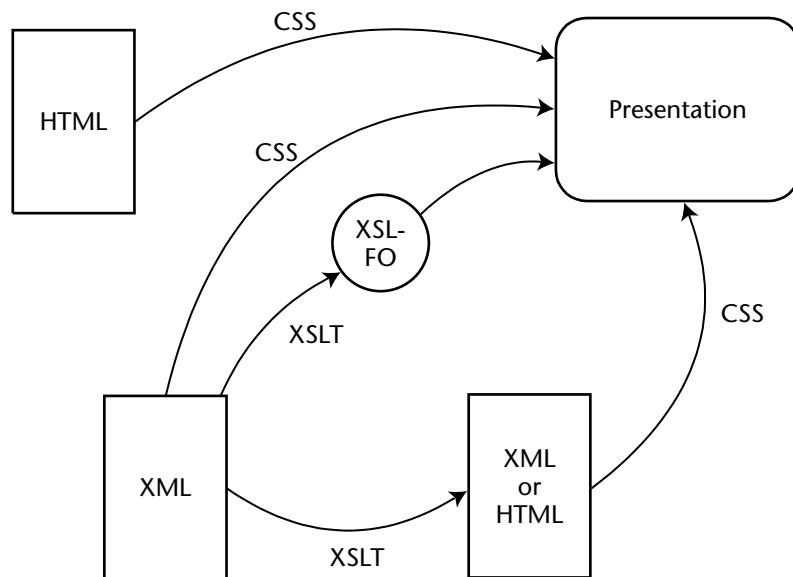 CSS
HTML
Presentation
CSS
XSL-
FO
XSLT
CSS
XML
XML
or
HTML
XSLT